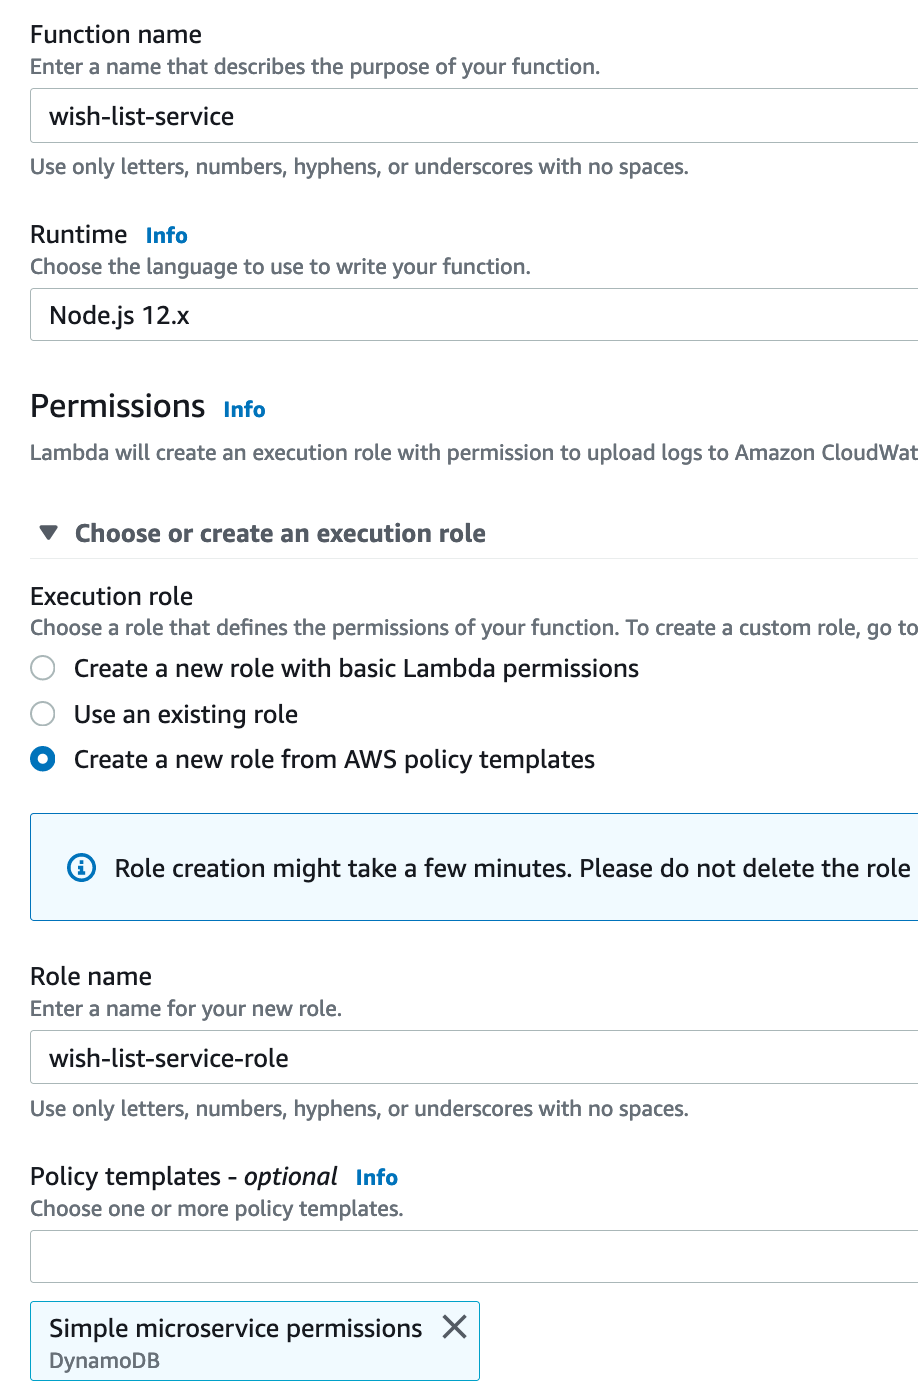 Function name
Enter a name that describes the purpose of your function.
wish-list-service
Use only letters, numbers, hyphens, or underscores with no spaces.
Runtime Info
Choose the language to use to write your function.
Node.js 12.x
Permissions Info
Lambda will create an execution role with permission to upload logs to Amazon CloudWat
Choose or create an execution role
Execution role
Choose a role that defines the permissions of your function. To create a custom role, go to
Create a new role with basic Lambda permissions
Use an existing role
Create a new role from AWS policy templates
Role creation might take a few minutes. Please do not delete the role
Role name
Enter a name for your new role.
wish-list-service-role
Use only letters, numbers, hyphens, or underscores with no spaces.
Policy templates - optional Info
Choose one or more policy templates.
Simple microservice permissions
DynamoDB